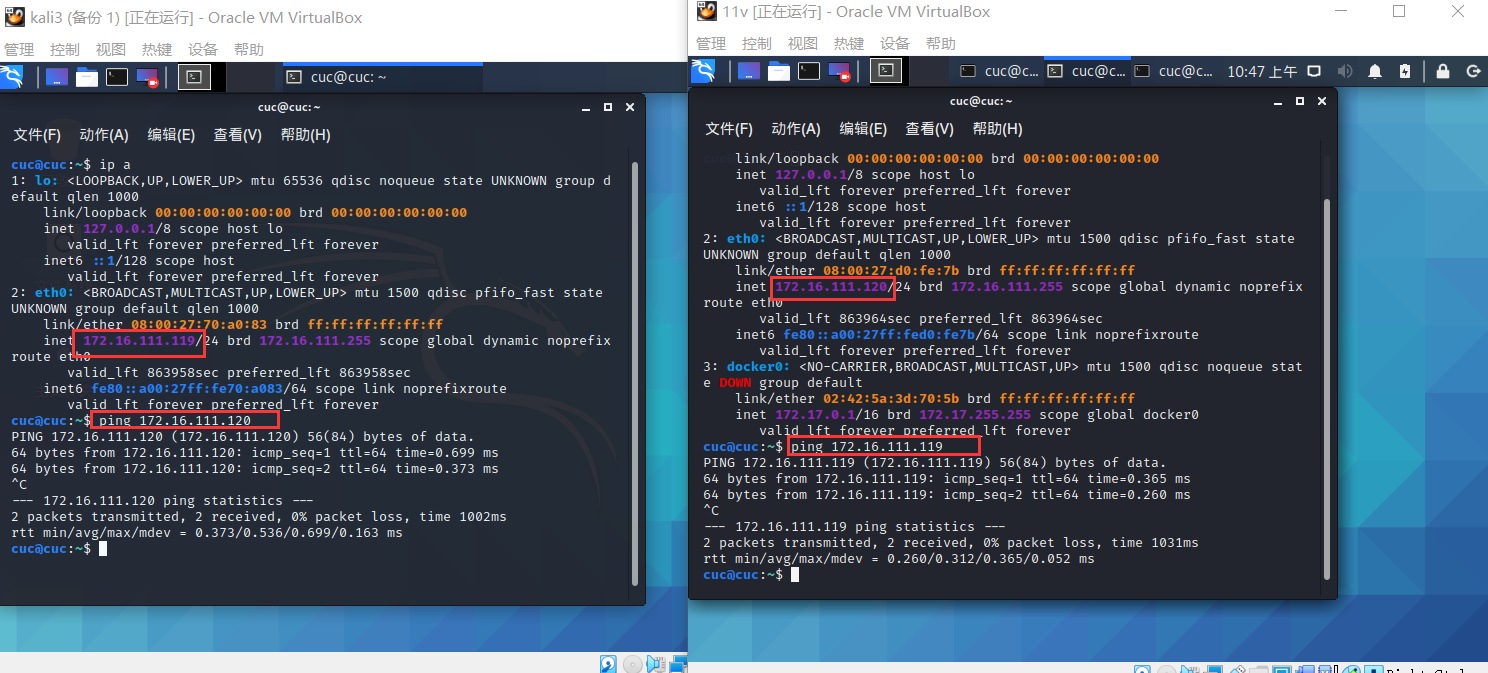 kali3 (备份 1) [正在运行] - Oracle VM VirtualBox
管理 控制 视图 热键 设备 帮助
cuc@cuc: ~
cuc@cuc:~
文件(F) 动作(A) 编辑(E) 查看(V) 帮助(H)
cuc@cuc:~$ ip a
1: lo: <LOOPBACK,UP,LOWER_UP> mtu 65536 qdisc noqueue state UNKNOWN group d
efault qlen 1000
link/loopback 00:00:00:00:00:00 brd 00:00:00:00:00:00
inet 127.0.0.1/8 scope host lo
valid_lft forever preferred_lft forever
inet6 ::1/128 scope host
valid_lft forever preferred_lft forever
2: eth0: <BROADCAST,MULTICAST,UP,LOWER_UP> mtu 1500 qdisc pfifo_fast state
UNKNOWN group default qlen 1000
link/ether 08:00:27:70:a0:83 brd ff:ff:ff:ff:ff:ff
inet 172.16.111.119/24 brd 172.16.111.255 scope global dynamic noprefix
route eth0
valid_lft 863958sec preferred_lft 863958sec
inet6 fe80::a00:27ff:fe70:a083/64 scope link noprefixroute
valid_lft forever preferred_lft forever
cuc@cuc:~$ ping 172.16.111.120
PING 172.16.111.120 (172.16.111.120) 56(84) bytes of data.
64 bytes from 172.16.111.120: icmp_seq=1 ttl=64 time=0.699 ms
64 bytes from 172.16.111.120: icmp_seq=2 ttl=64 time=0.373 ms
^C
--- 172.16.111.120 ping statistics ---
2 packets transmitted, 2 received, 0% packet loss, time 1002ms
rtt min/avg/max/mdev = 0.373/0.536/0.699/0.163 ms
cuc@cuc:~$
11v [正在运行] - Oracle VM VirtualBox
管理 控制 视图 热键 设备 帮助
cuc@c... cuc@c... cuc@c... 10:47 上午
cuc@cuc:~
文件(F) 动作(A) 编辑(E) 查看(V) 帮助(H)
link/loopback 00:00:00:00:00:00 brd 00:00:00:00:00:00
inet 127.0.0.1/8 scope host lo
valid_lft forever preferred_lft forever
inet6 ::1/128 scope host
valid_lft forever preferred_lft forever
2: eth0: <BROADCAST,MULTICAST,UP,LOWER_UP> mtu 1500 qdisc pfifo_fast state
UNKNOWN group default qlen 1000
link/ether 08:00:27:d0:fe:7b brd ff:ff:ff:ff:ff:ff
inet 172.16.111.120/24 brd 172.16.111.255 scope global dynamic noprefix
route eth0
valid_lft 863964sec preferred_lft 863964sec
inet6 fe80::a00:27ff:fed0:fe7b/64 scope link noprefixroute
valid_lft forever preferred_lft forever
3: docker0: <NO-CARRIER,BROADCAST,MULTICAST,UP> mtu 1500 qdisc noqueue stat
e DOWN group default
link/ether 02:42:5a:3d:70:5b brd ff:ff:ff:ff:ff:ff
inet 172.17.0.1/16 brd 172.17.255.255 scope global docker0
valid_lft forever preferred_lft forever
cuc@cuc:~$ ping 172.16.111.119
PING 172.16.111.119 (172.16.111.119) 56(84) bytes of data.
64 bytes from 172.16.111.119: icmp_seq=1 ttl=64 time=0.365 ms
64 bytes from 172.16.111.119: icmp_seq=2 ttl=64 time=0.260 ms
^C
--- 172.16.111.119 ping statistics ---
2 packets transmitted, 2 received, 0% packet loss, time 1031ms
rtt min/avg/max/mdev = 0.260/0.312/0.365/0.052 ms
cuc@cuc:~$